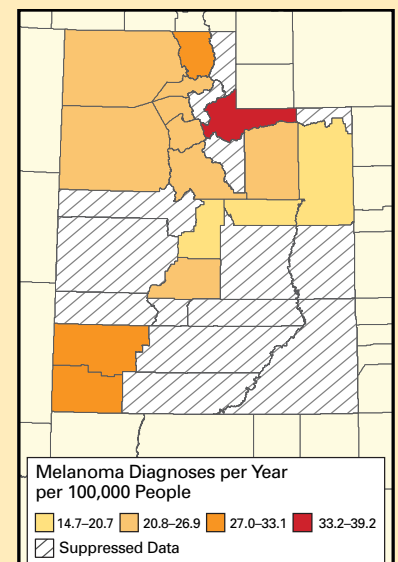 Melanoma Diagnoses per Year
per 100,000 People
14.7–20.7 20.8–26.9 27.0–33.1 33.2–39.2
Suppressed Data